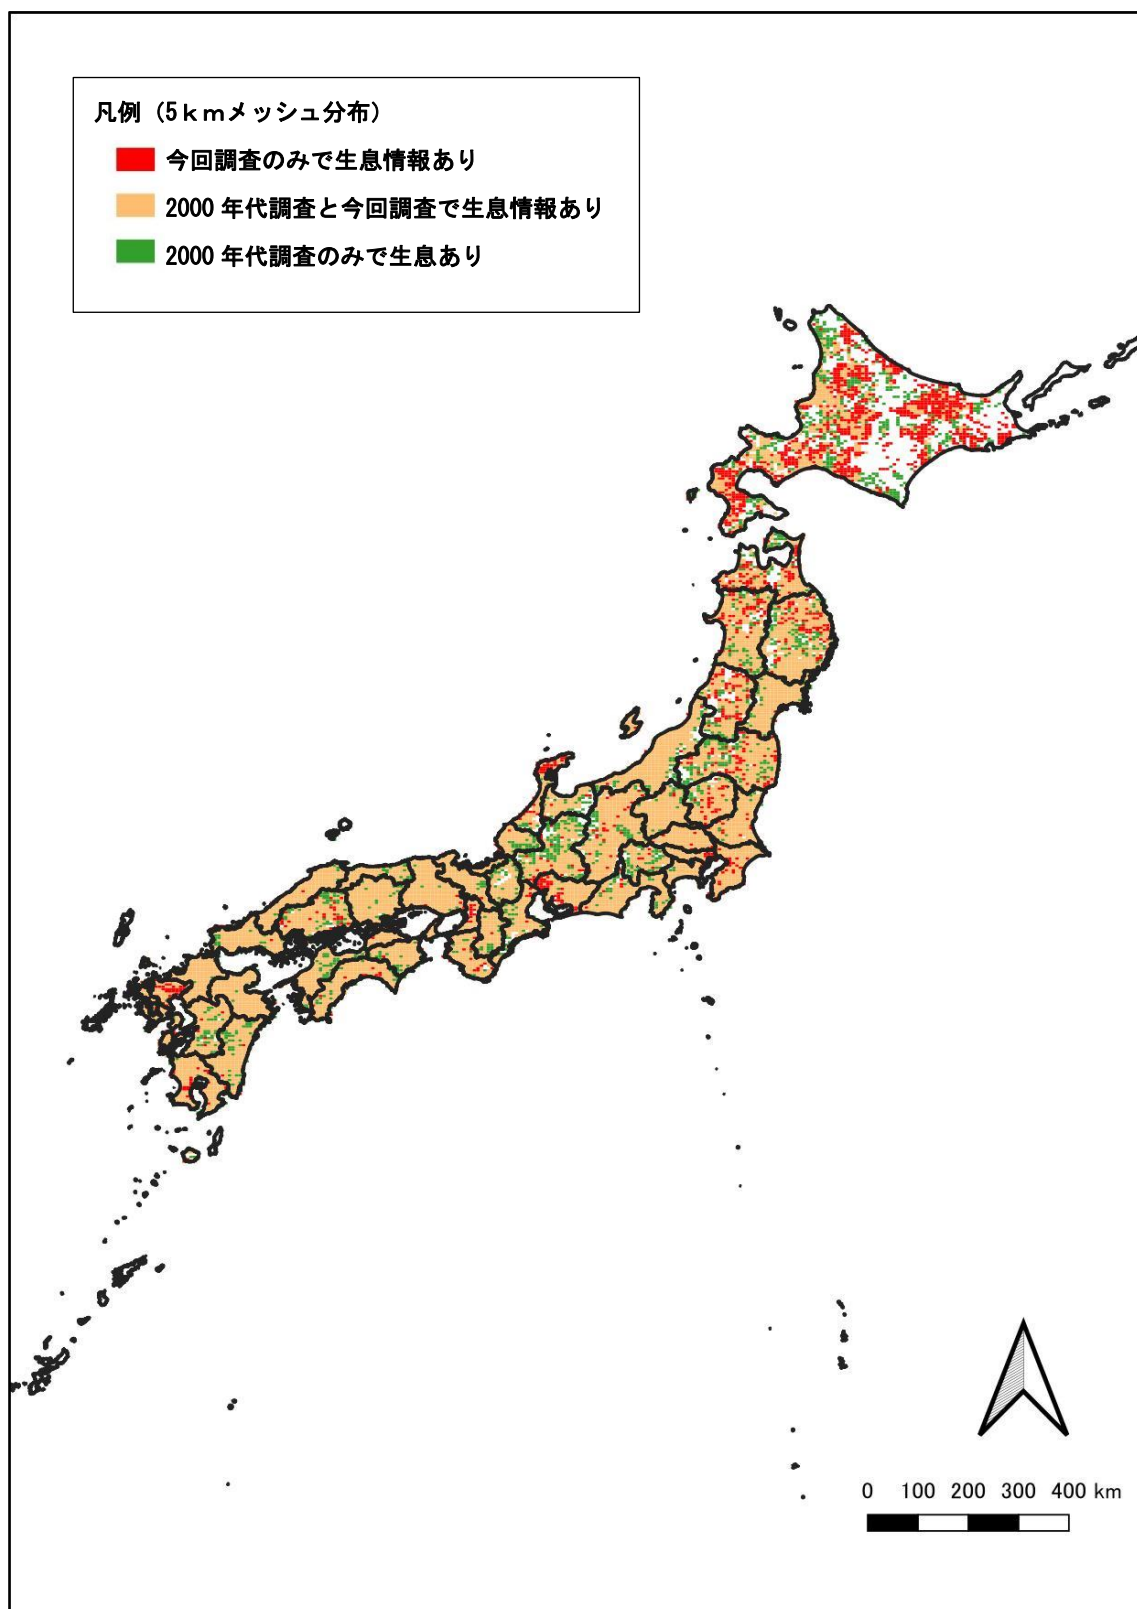 凡例（5ｋｍメッシュ分布）
今回調査のみで生息情報あり
2000 年代調査と今回調査で生息情報あり
2000 年代調査のみで生息あり
0 100 200 300 400 km